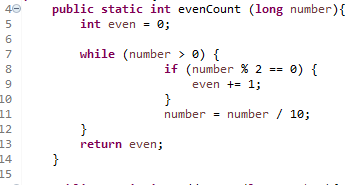 4 public static int evenCount (long number){
5 int even = 0;
6
7 while (number > 0) {
8 if (number % 2 == 0) {
9 even += 1;
10 }
11 number = number / 10;
12 }
13 return even;
14 }
15